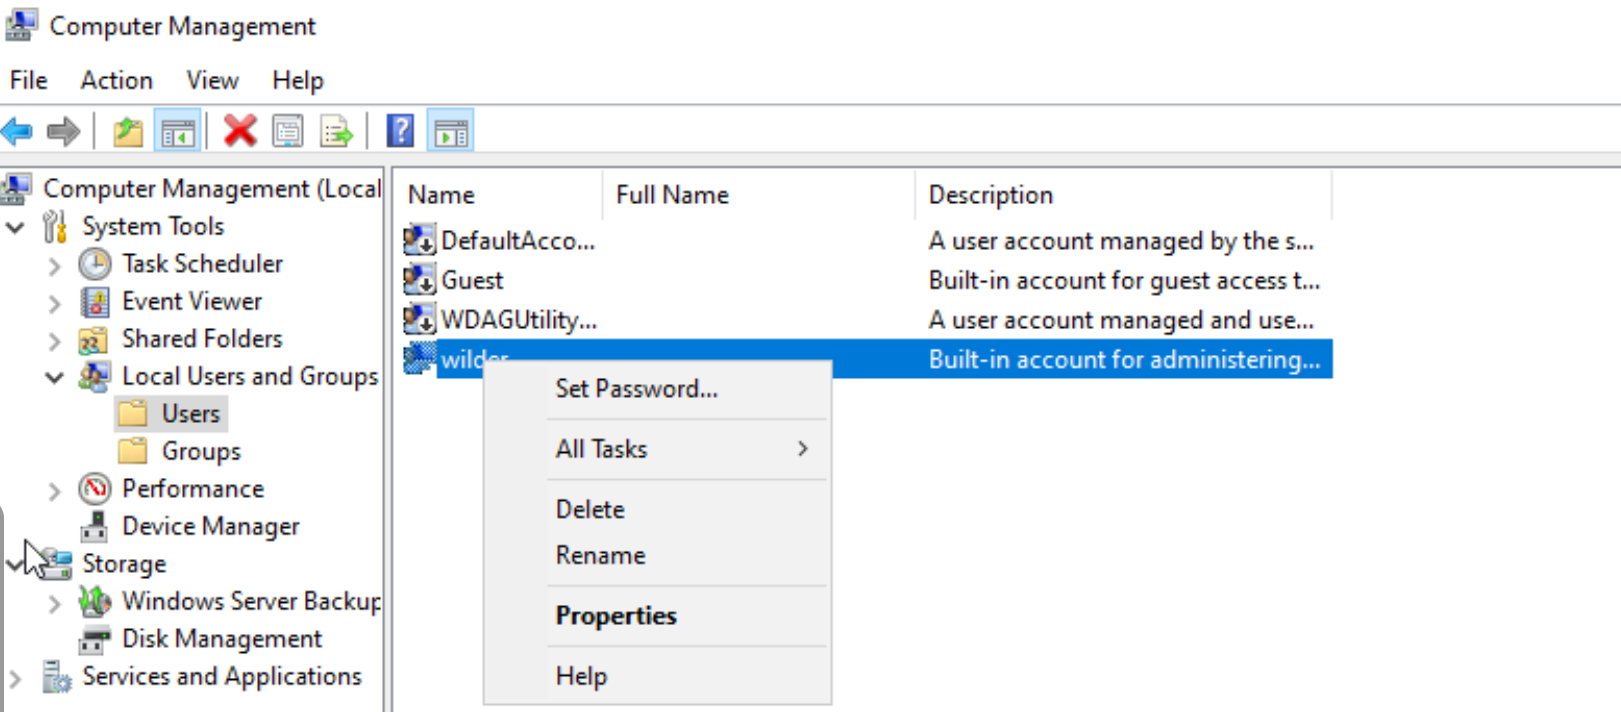 Computer Management
File Action View Help
Computer Management (Local
System Tools
Task Scheduler
Event Viewer
Shared Folders
Local Users and Groups
Users
Groups
Performance
Device Manager
Storage
Windows Server Backup
Disk Management
Services and Applications
Name Full Name Description
DefaultAcco... A user account managed by the s...
Guest Built-in account for guest access t...
WDAGUtility... A user account managed and use...
wilder Built-in account for administering...
Set Password...
All Tasks
Delete
Rename
Properties
Help